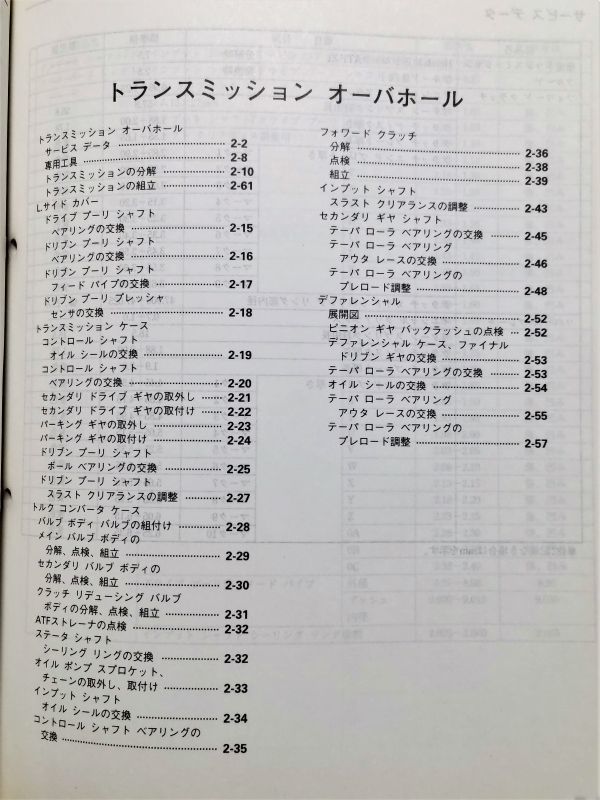 サービス データ
トランスミッション オーバホール
トランスミッション オーバホール
サービス データ ………… 2-2
専用工具 ………… 2-8
トランスミッションの分解 ………… 2-10
トランスミッションの組立 ………… 2-61
Lサイド カバー
ドライブ プーリ シャフト
ベアリングの交換 ………… 2-15
ドリブン プーリ シャフト
ベアリングの交換 ………… 2-16
ドリブン プーリ シャフト
フィード パイプの交換 ………… 2-17
ドリブン プーリ プレッシャ
センサの交換 ………… 2-18
トランスミッション ケース
コントロール シャフト
オイル シールの交換 ………… 2-19
コントロール シャフト
ベアリングの交換 ………… 2-20
セカンダリ ドライブ ギヤの取外し …… 2-21
セカンダリ ドライブ ギヤの取付け …… 2-22
パーキング ギヤの取外し ………… 2-23
パーキング ギヤの取付け ………… 2-24
ドリブン プーリ シャフト
ボール ベアリングの交換 ………… 2-25
ドリブン プーリ シャフト
スラスト クリアランスの調整 ………… 2-27
トルク コンバータ ケース
バルブ ボディ バルブの組付け ………… 2-28
メイン バルブ ボディの
分解、点検、組立 ………… 2-29
セカンダリ バルブ ボディの
分解、点検、組立 ………… 2-30
クラッチ リデューシング バルブ
ボディの分解、点検、組立 ………… 2-31
ATFストレーナの点検 ………… 2-32
ステータ シャフト
シーリング リングの交換 ………… 2-32
オイル ポンプ スプロケット、
チェーンの取外し、取付け ………… 2-33
インプット シャフト
オイル シールの交換 ………… 2-34
コントロール シャフト ベアリングの
交換 ………… 2-35
フォワード クラッチ
分解 ………… 2-36
点検 ………… 2-38
組立 ………… 2-39
インプット シャフト
スラスト クリアランスの調整 ………… 2-43
セカンダリ ギヤ シャフト
テーパ ローラ ベアリングの交換 ………… 2-45
テーパ ローラ ベアリング
アウタ レースの交換 ………… 2-46
テーパ ローラ ベアリングの
プレロード調整 ………… 2-48
デファレンシャル
展開図 ………… 2-52
ピニオン ギヤ バックラッシュの点検 … 2-52
デファレンシャル ケース、ファイナル
ドリブン ギヤの交換 ………… 2-53
テーパ ローラ ベアリングの交換 ………… 2-53
オイル シールの交換 ………… 2-54
テーパ ローラ ベアリング
アウタ レースの交換 ………… 2-55
テーパ ローラ ベアリングの
プレロード調整 ………… 2-57